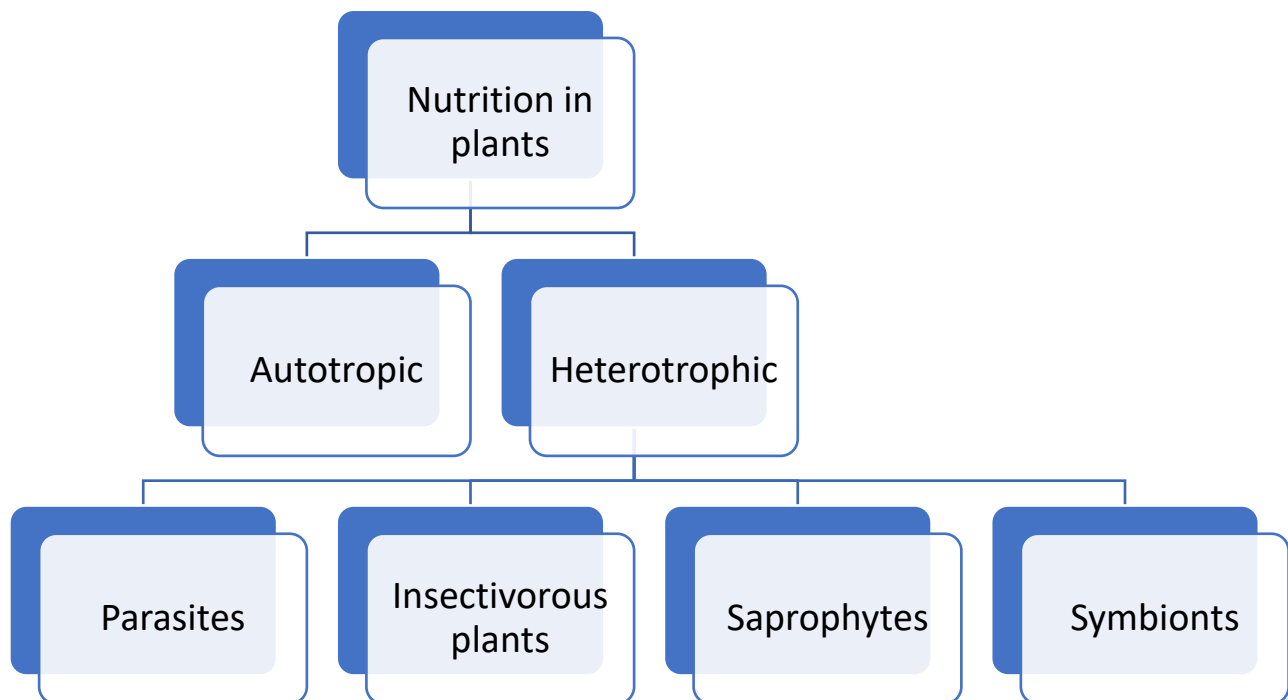 Nutrition in
plants
Autotropic
Heterotrophic
Parasites
Insectivorous
plants
Saprophytes
Symbionts